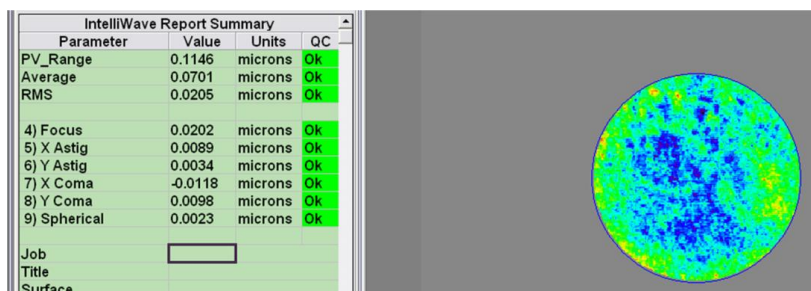 IntelliWave Report Summary
Parameter Value Units QC
PV_Range 0.1146 microns Ok
Average 0.0701 microns Ok
RMS 0.0205 microns Ok
4) Focus 0.0202 microns Ok
5) X Astig 0.0089 microns Ok
6) Y Astig 0.0034 microns Ok
7) X Coma -0.0118 microns Ok
8) Y Coma 0.0098 microns Ok
9) Spherical 0.0023 microns Ok
Job
Title
Surface